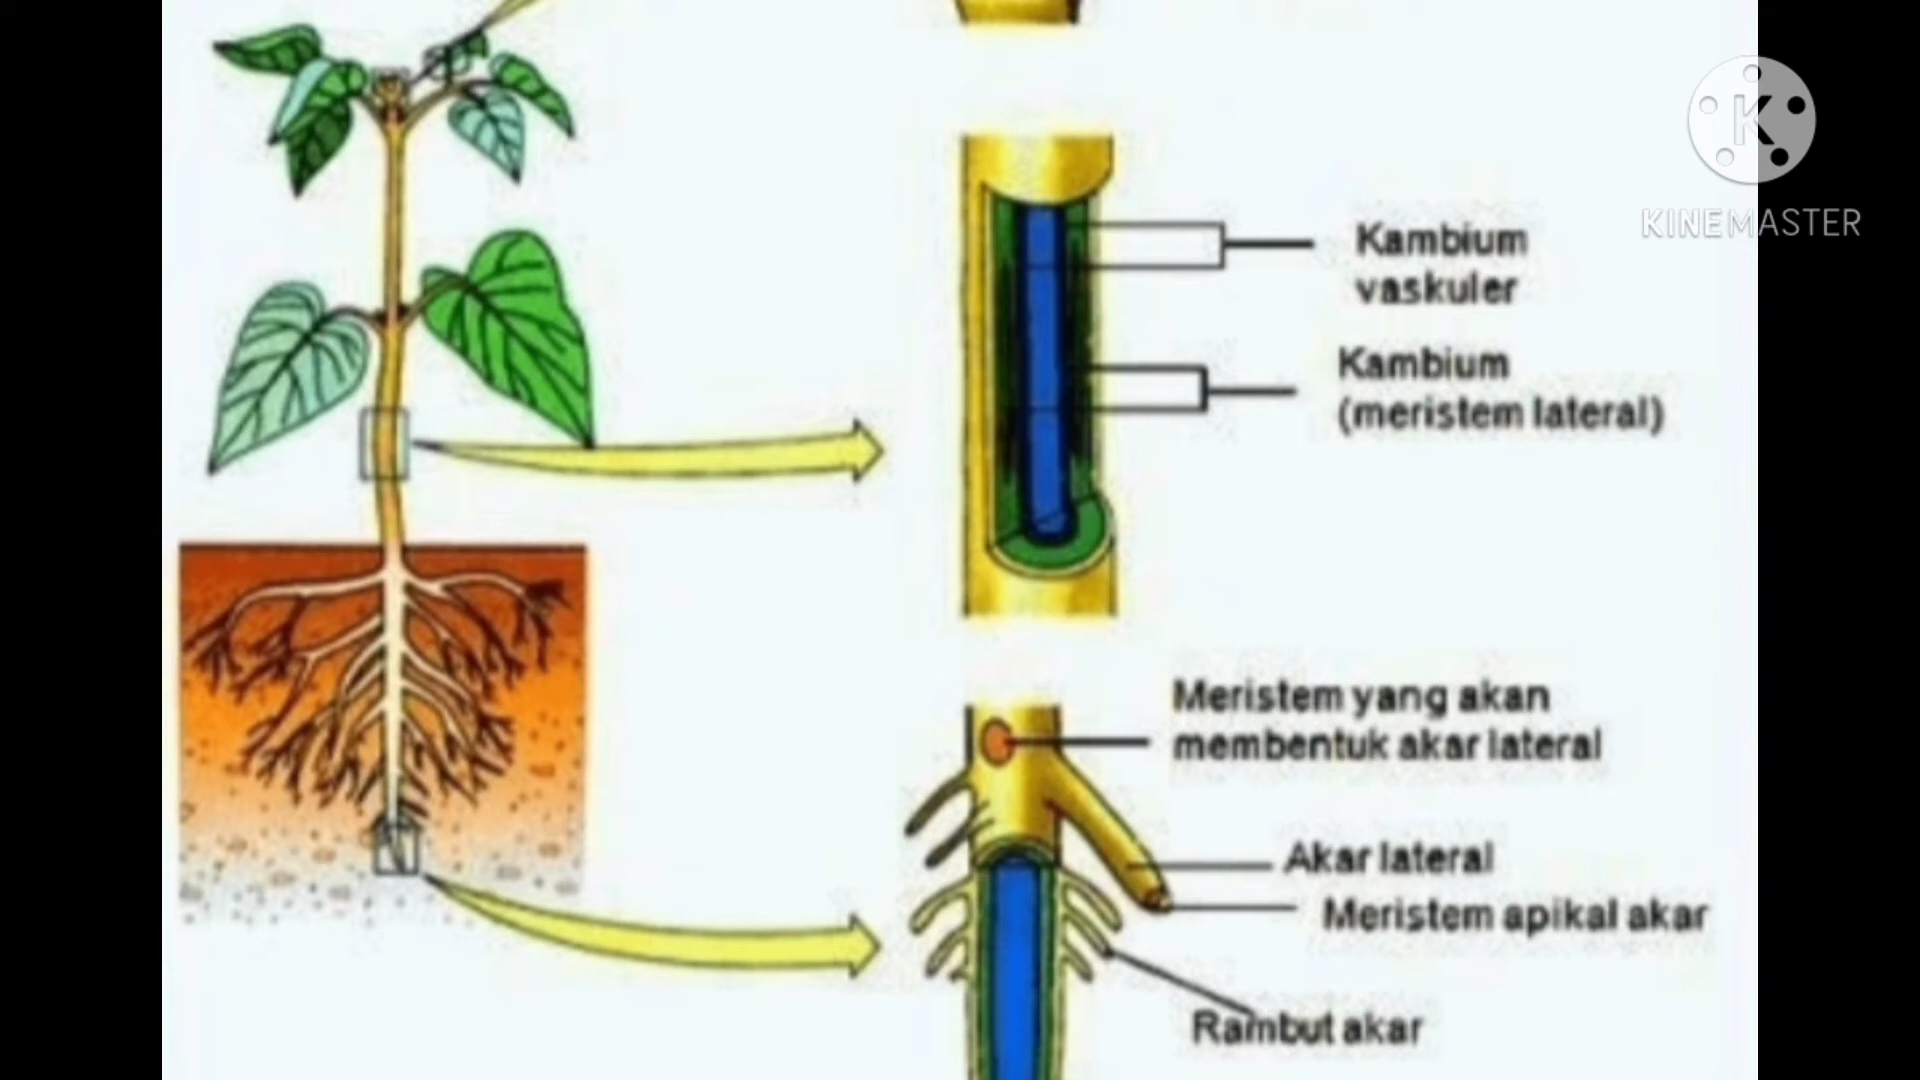 K
KINEMASTER
Kambium
vaskuler
Kambium
(meristem lateral)
Meristem yang akan
membentuk akar lateral
Akar lateral
Meristem apikal akar
Rambut akar